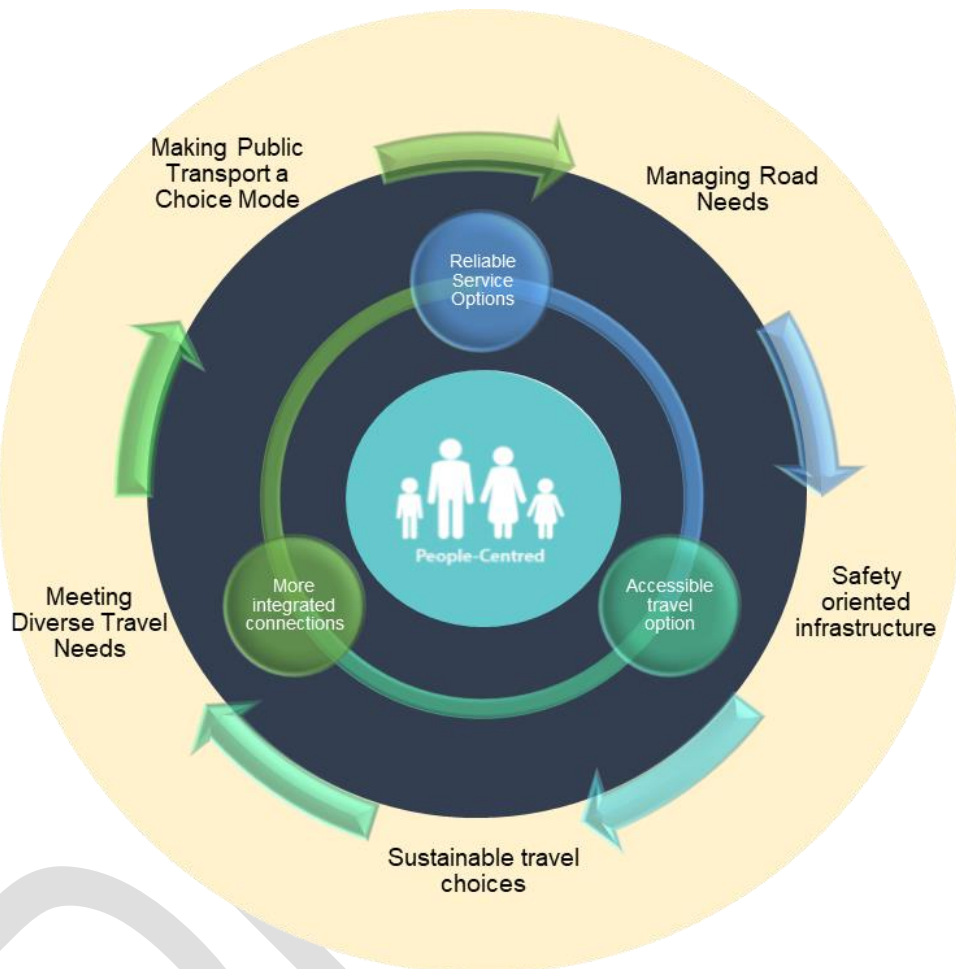 Making Public
Transport a
Choice Mode
Managing Road
Needs
Reliable
Service
Options
People-Centred
More
integrated
connections
Accessible
travel
option
Meeting
Diverse Travel
Needs
Safety
oriented
infrastructure
Sustainable travel
choices